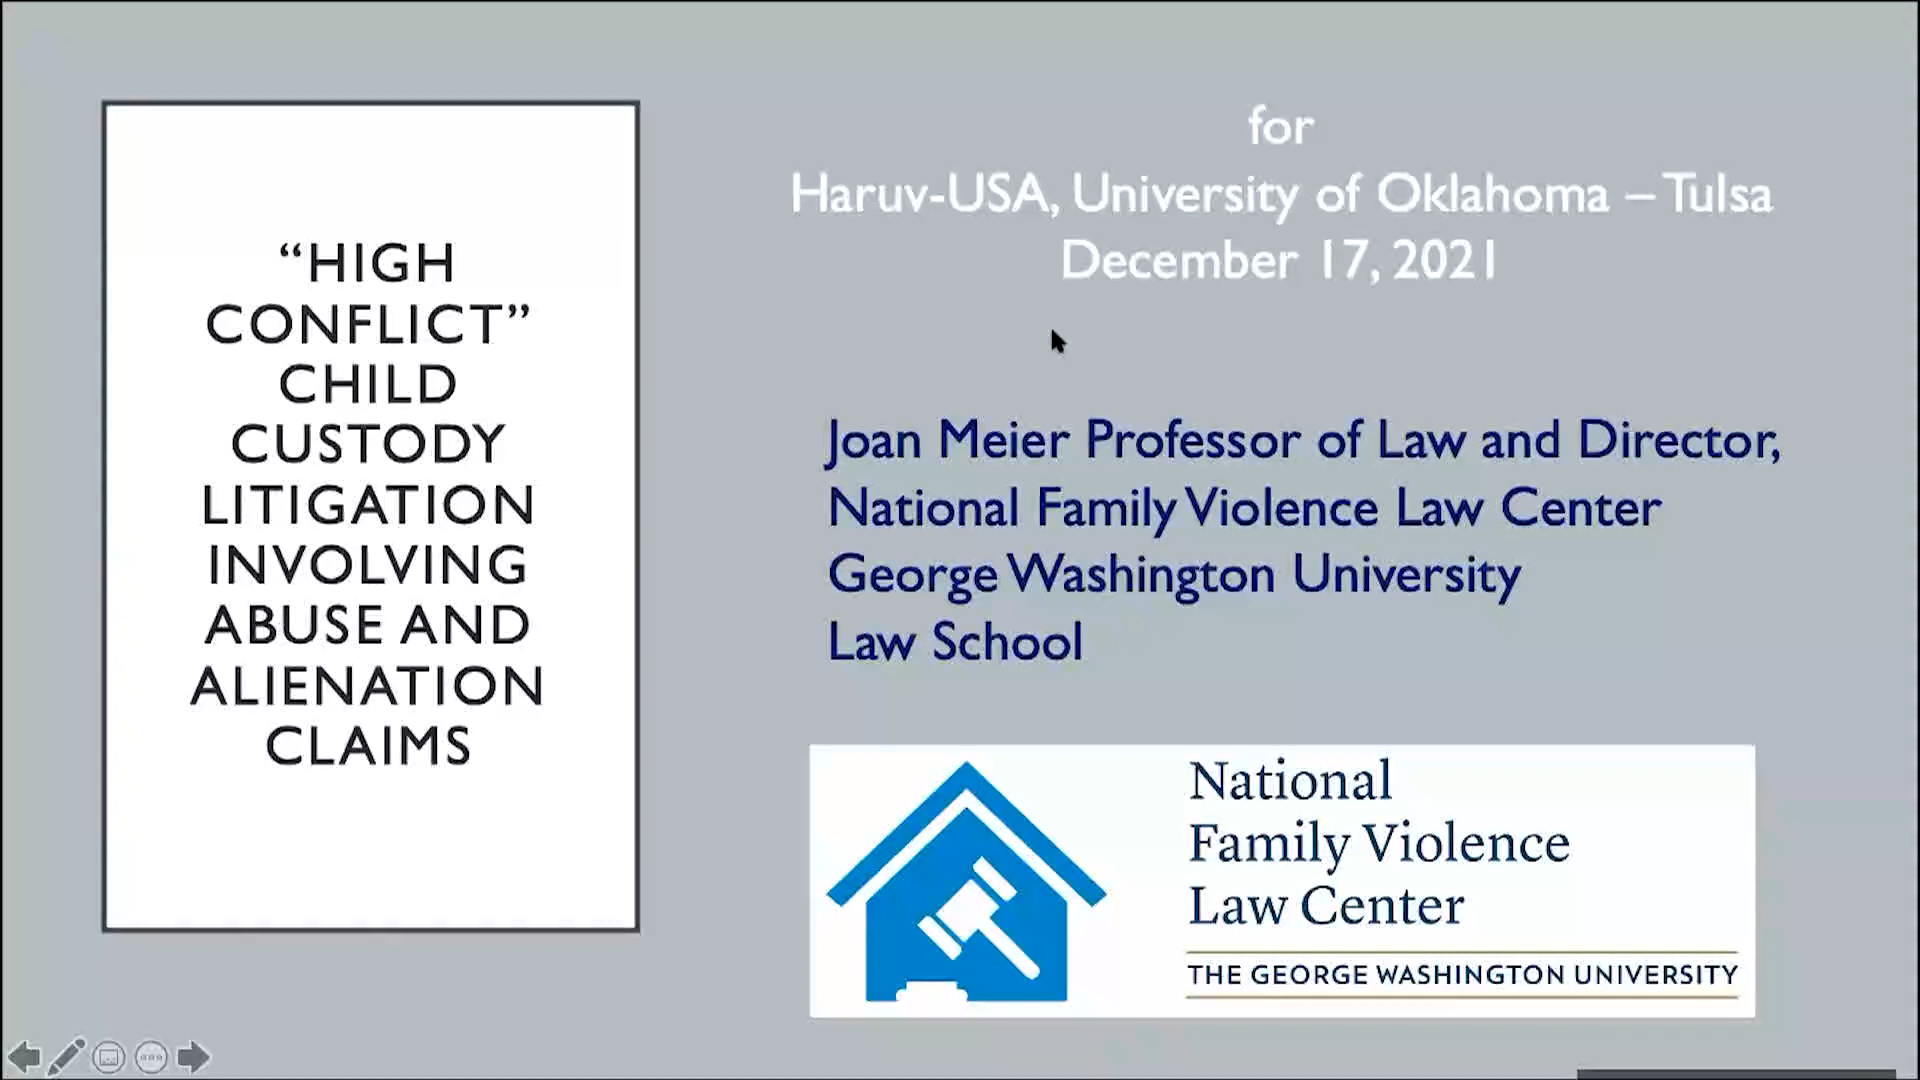 “HIGH
CONFLICT”
CHILD
CUSTODY
LITIGATION
INVOLVING
ABUSE AND
ALIENATION
CLAIMS
for
Haruv-USA, University of Oklahoma – Tulsa
December 17, 2021
Joan Meier Professor of Law and Director,
National Family Violence Law Center
George Washington University
Law School
National
Family Violence
Law Center
THE GEORGE WASHINGTON UNIVERSITY